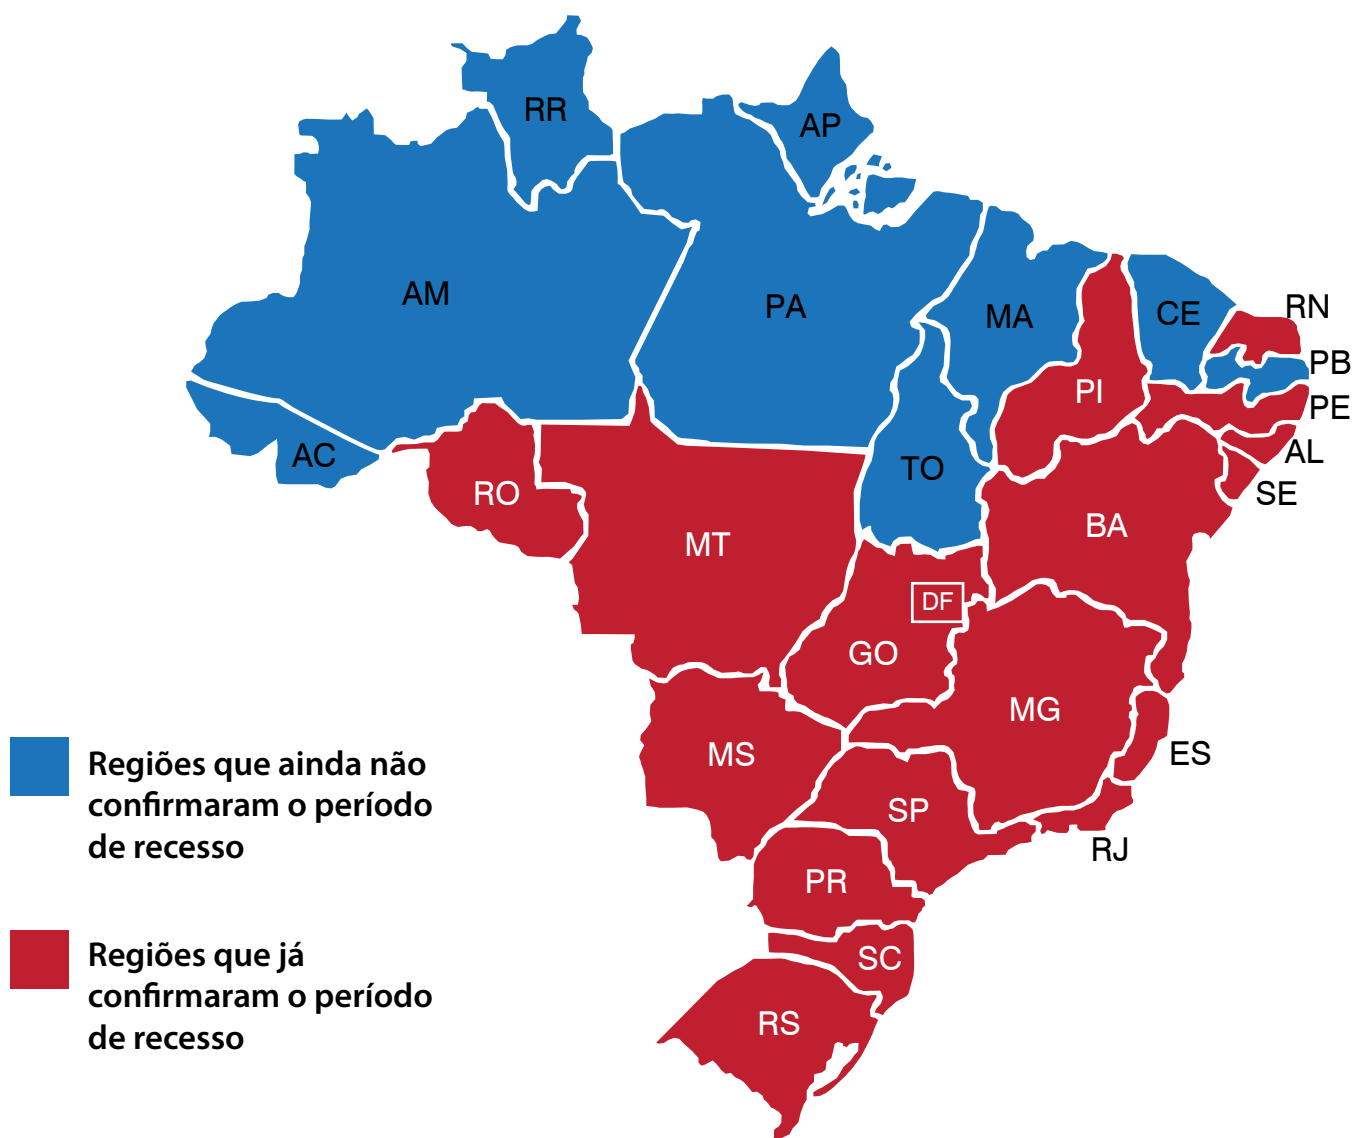 RR
AP
AM
PA
MA
CE
RN
PB
PI
PE
AC
TO
AL
RO
SE
BA
MT
DF
GO
MG
MS
ES
SP
RJ
PR
SC
RS
Regiões que ainda não
confirmaram o período
de recesso
Regiões que já
confirmaram o período
de recesso